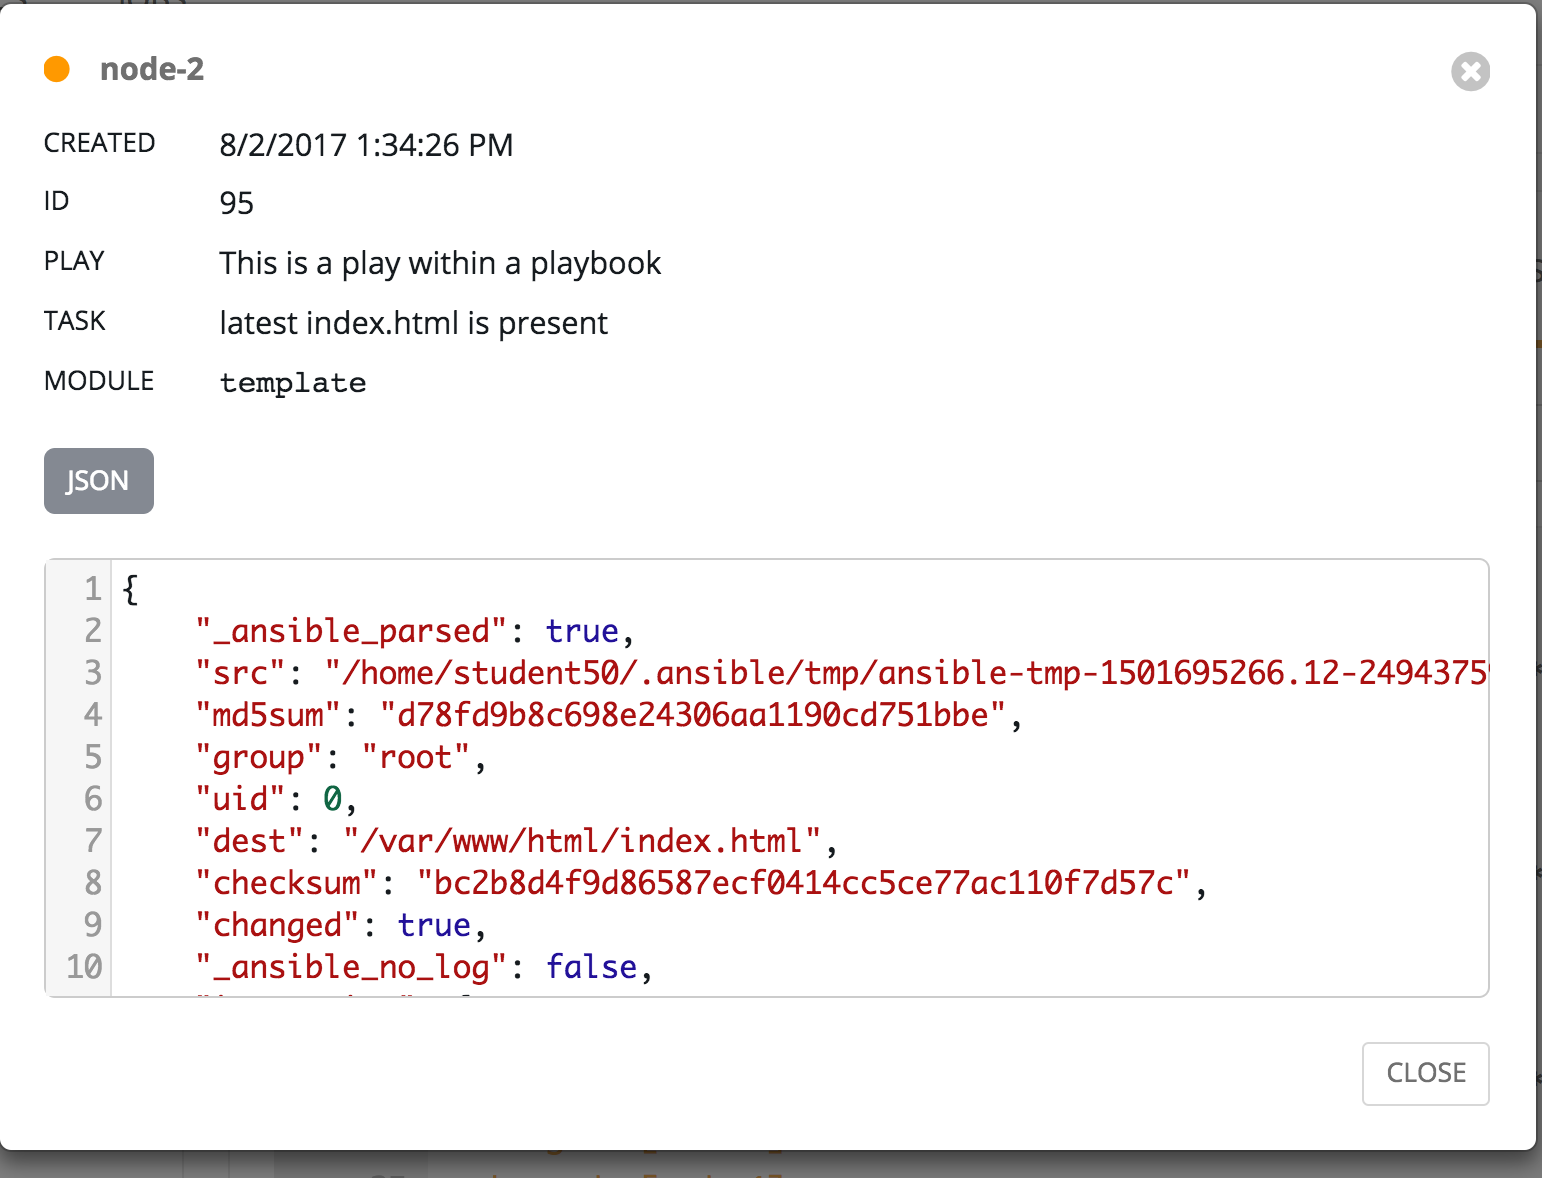 node-2
CREATED 8/2/2017 1:34:26 PM
ID 95
PLAY This is a play within a playbook
TASK latest index.html is present
MODULE template
JSON
1 {
2 "_ansible_parsed": true,
3 "src": "/home/student50/.ansible/tmp/ansible-tmp-1501695266.12-2494375
4 "md5sum": "d78fd9b8c698e24306aa1190cd751bbe",
5 "group": "root",
6 "uid": 0,
7 "dest": "/var/www/html/index.html",
8 "checksum": "bc2b8d4f9d86587ecf0414cc5ce77ac110f7d57c",
9 "changed": true,
10 "_ansible_no_log": false,
CLOSE